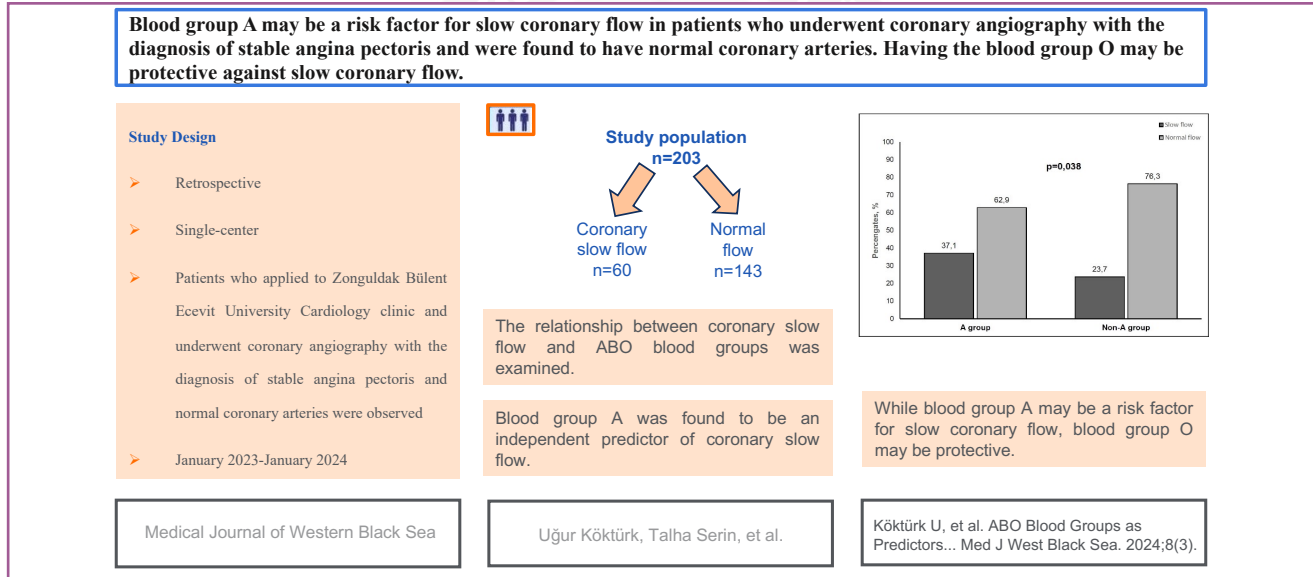 Blood group A may be a risk factor for slow coronary flow in patients who underwent coronary angiography with the
diagnosis of stable angina pectoris and were found to have normal coronary arteries. Having the blood group O may be
protective against slow coronary flow.
Study Design
➢ Retrospective
➢ Single-center
➢ Patients who applied to Zonguldak Bülent
Ecevit University Cardiology clinic and
underwent coronary angiography with the
diagnosis of stable angina pectoris and
normal coronary arteries were observed
➢ January 2023-January 2024
Study population
n=203
Coronary
slow flow
n=60
Normal
flow
n=143
The relationship between coronary slow
flow and ABO blood groups was
examined.
Blood group A was found to be an
independent predictor of coronary slow
flow.
Slow flow
Normal flow
p=0,038
Percengates, %
100
90
80
70
60
50
40
30
20
10
0
37,1
62,9
23,7
76,3
A group
Non-A group
While blood group A may be a risk factor
for slow coronary flow, blood group O
may be protective.
Medical Journal of Western Black Sea
Uğur Köktürk, Talha Serin, et al.
Köktürk U, et al. ABO Blood Groups as
Predictors... Med J West Black Sea. 2024;8(3).